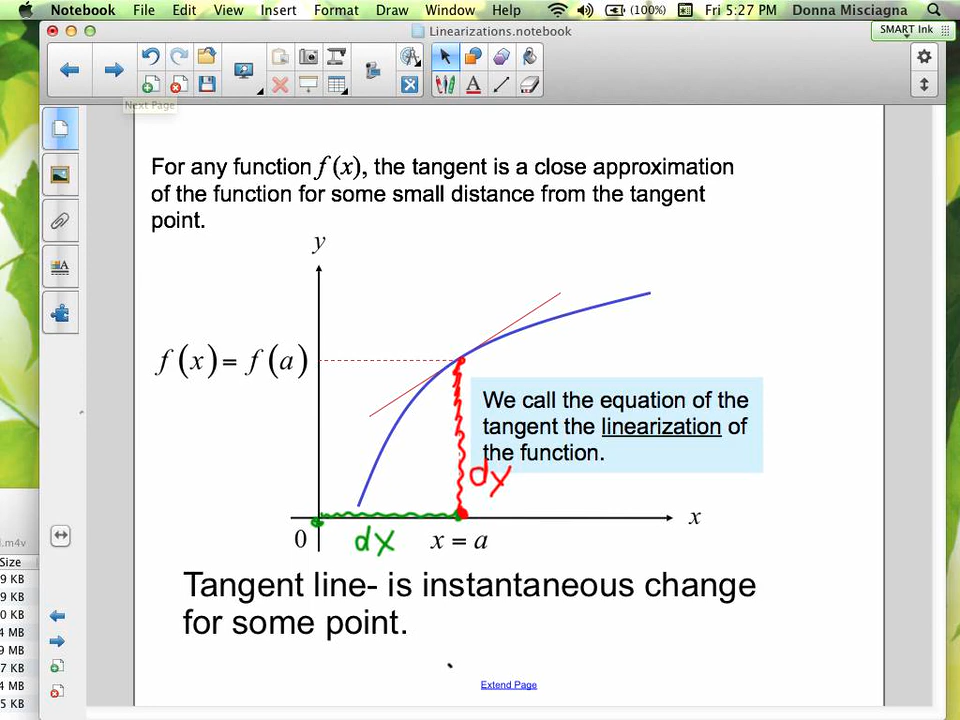 Notebook File Edit View Insert Format Draw Window Help (100%) Fri 5:27 PM Donna Misciagna
Linearizations.notebook
SMART Ink
Next Page
For any function f (x), the tangent is a close approximation
of the function for some small distance from the tangent
point.
y
f (x) = f (a)
We call the equation of the
tangent the linearization of
the function.
dy
x
0
dx
x = a
Tangent line- is instantaneous change
for some point.
Extend Page
i.m4v
Size
9 KB
9 KB
0 KB
4 MB
9 MB
7 KB
4 MB
5 KB